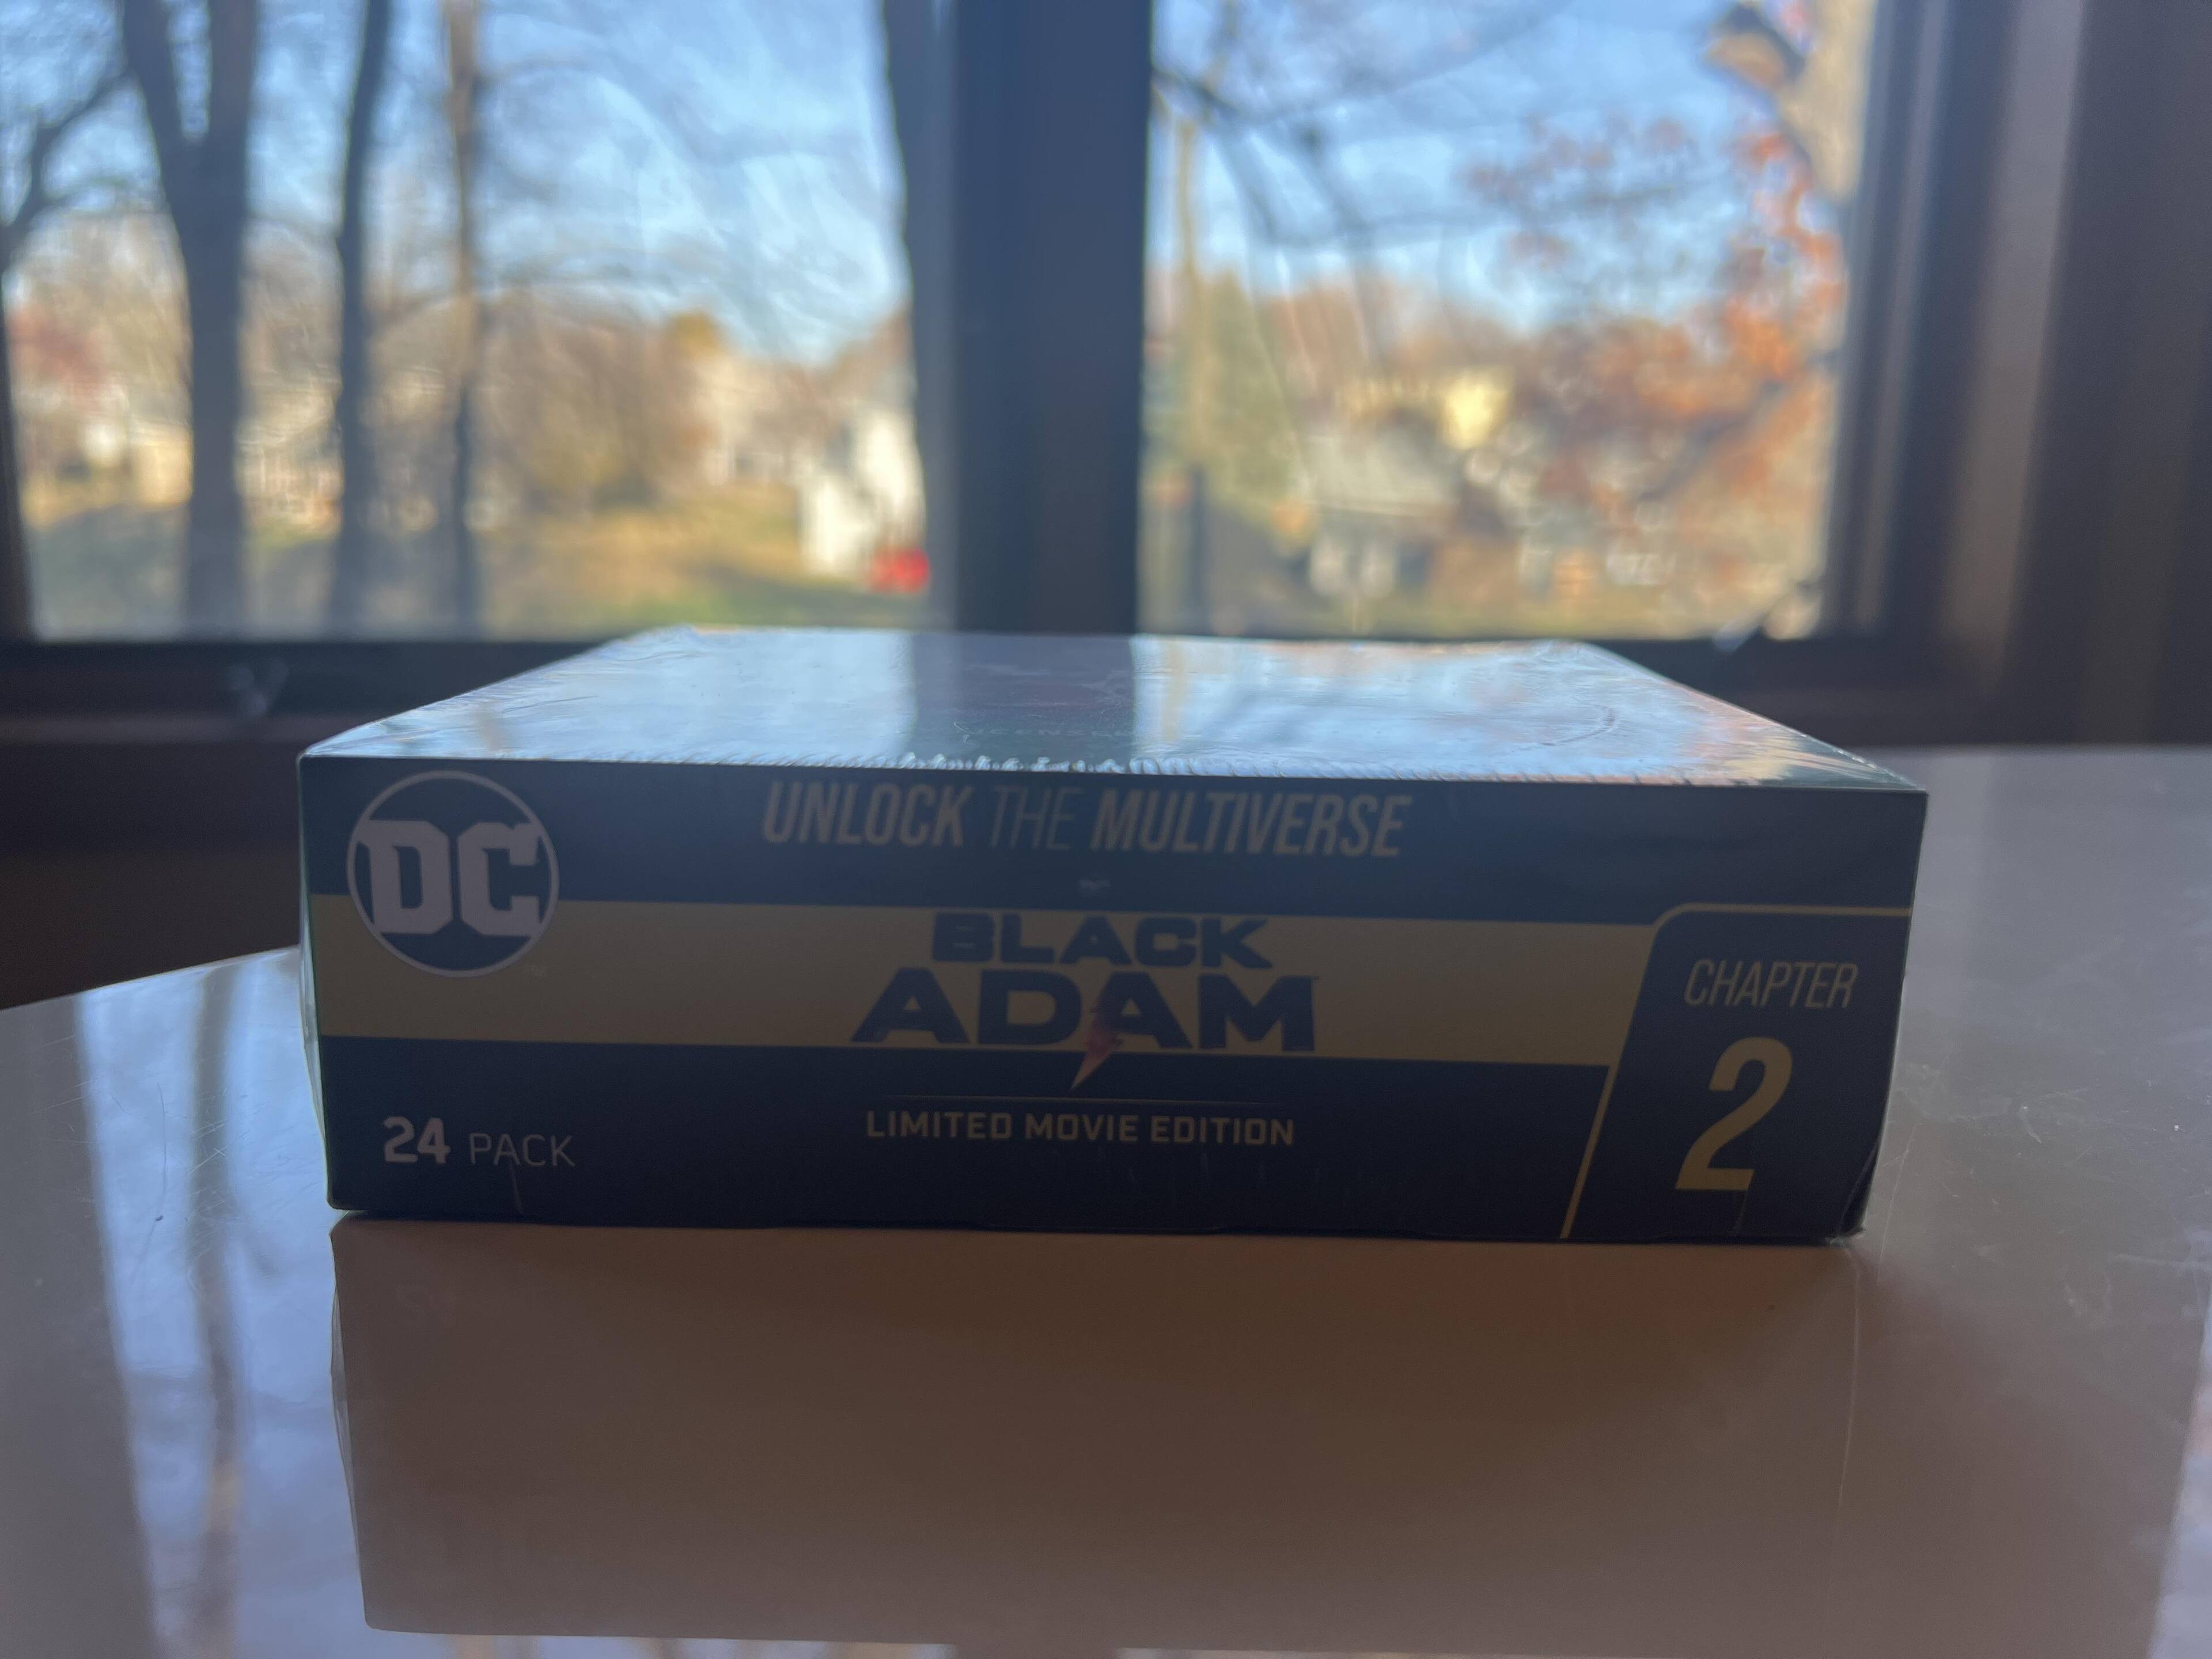 DC
UNLOCK THE MULTIVERSE
BLACK
ADAM
LIMITED MOVIE EDITION
24 PACK
CHAPTER
2